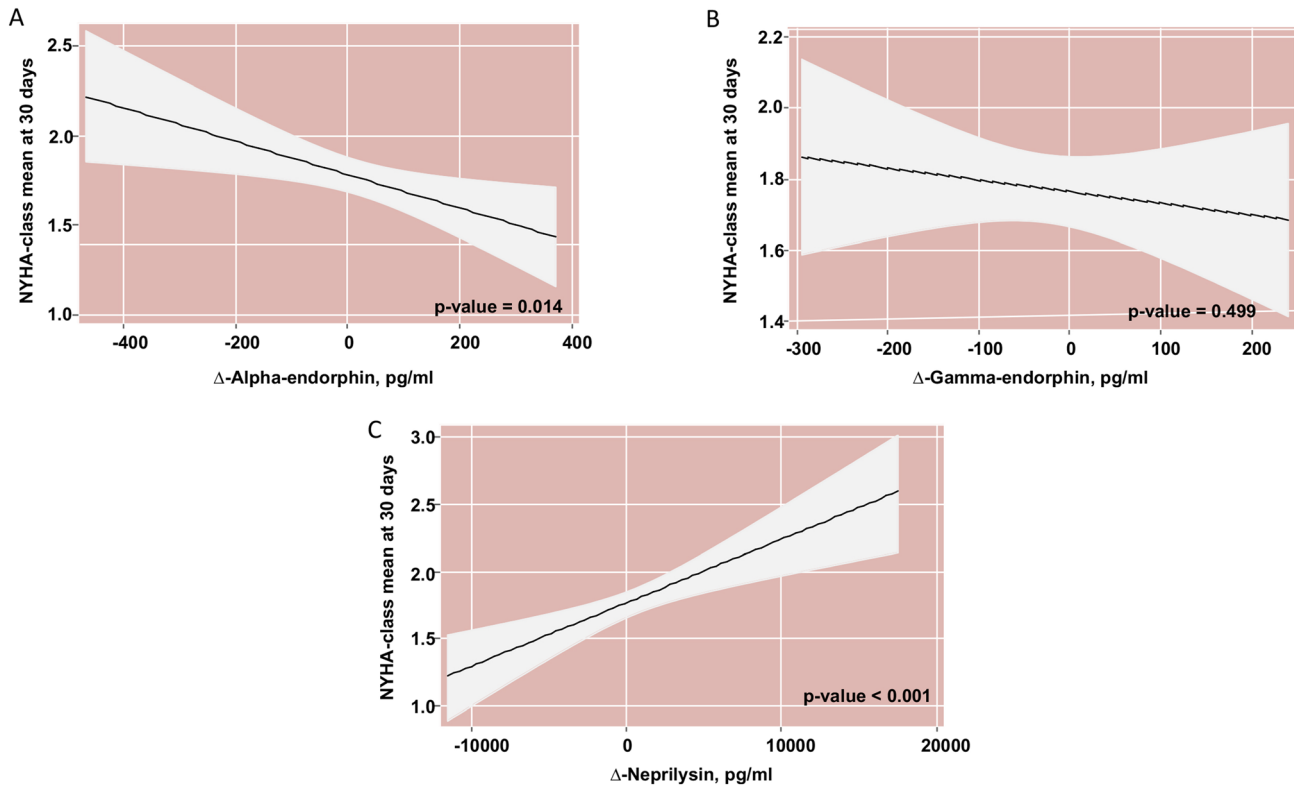 A
NYHA-class mean at 30 days
2.5
2.0
1.5
1.0
p-value = 0.014
-400 -200 0 200 400
Δ-Alpha-endorphin, pg/ml
B
NYHA-class mean at 30 days
2.2
2.0
1.8
1.6
1.4
p-value = 0.499
-300 -200 -100 0 100 200
Δ-Gamma-endorphin, pg/ml
C
NYHA-class mean at 30 days
3.0
2.5
2.0
1.5
1.0
p-value < 0.001
-10000 0 10000 20000
Δ-Neprilysin, pg/ml